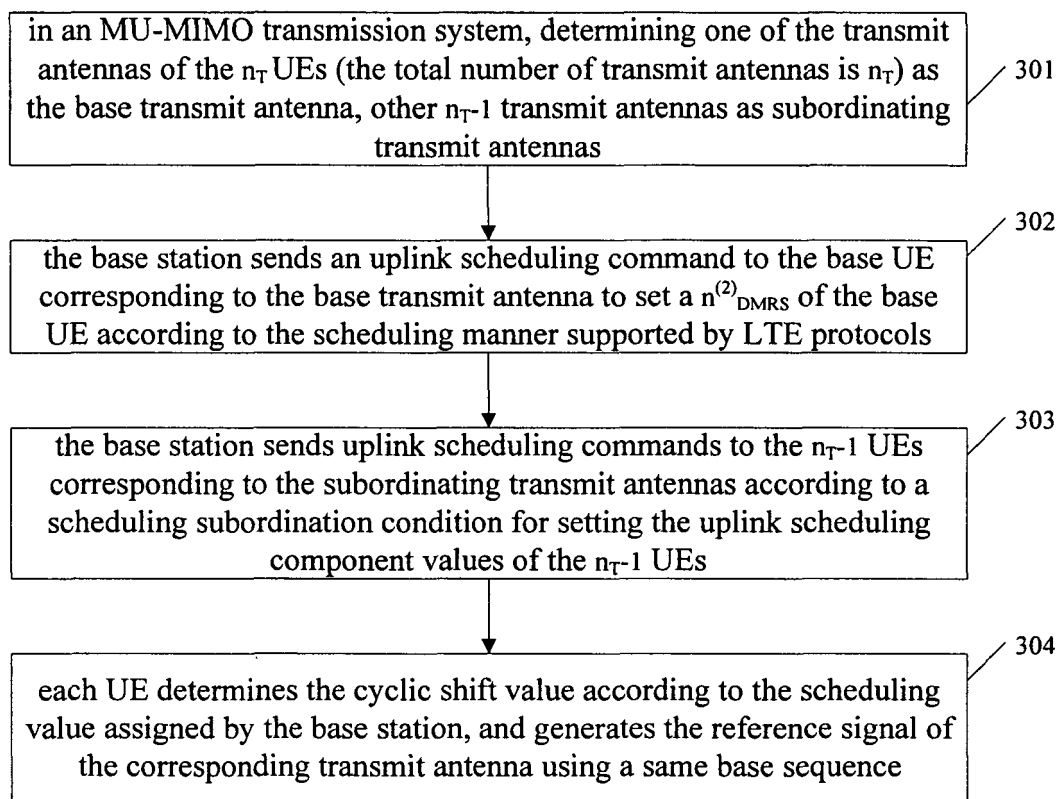 in an MU-MIMO transmission system, determining one of the transmit
antennas of the nT UEs (the total number of transmit antennas is nT) as
the base transmit antenna, other nT-1 transmit antennas as subordinating
transmit antennas
301
302
the base station sends an uplink scheduling command to the base UE
corresponding to the base transmit antenna to set a n(2)DMRS of the base
UE according to the scheduling manner supported by LTE protocols
303
the base station sends uplink scheduling commands to the nT-1 UEs
corresponding to the subordinating transmit antennas according to a
scheduling subordination condition for setting the uplink scheduling
component values of the nT-1 UEs
304
each UE determines the cyclic shift value according to the scheduling
value assigned by the base station, and generates the reference signal of
the corresponding transmit antenna using a same base sequence